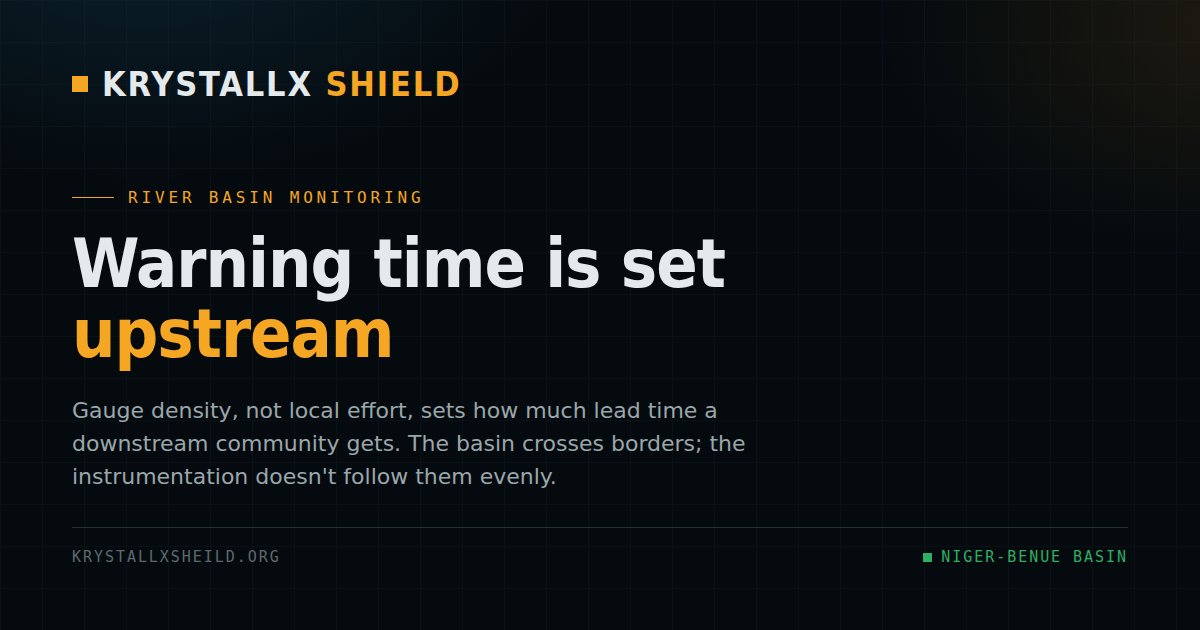 KRYSTALLX SHIELD
RIVER BASIN MONITORING
Warning time is set
upstream
Gauge density, not local effort, sets how much lead time a
downstream community gets. The basin crosses borders; the
instrumentation doesn't follow them evenly.
KRYSTALLXSHEILD.ORG
NIGER-BENUE BASIN